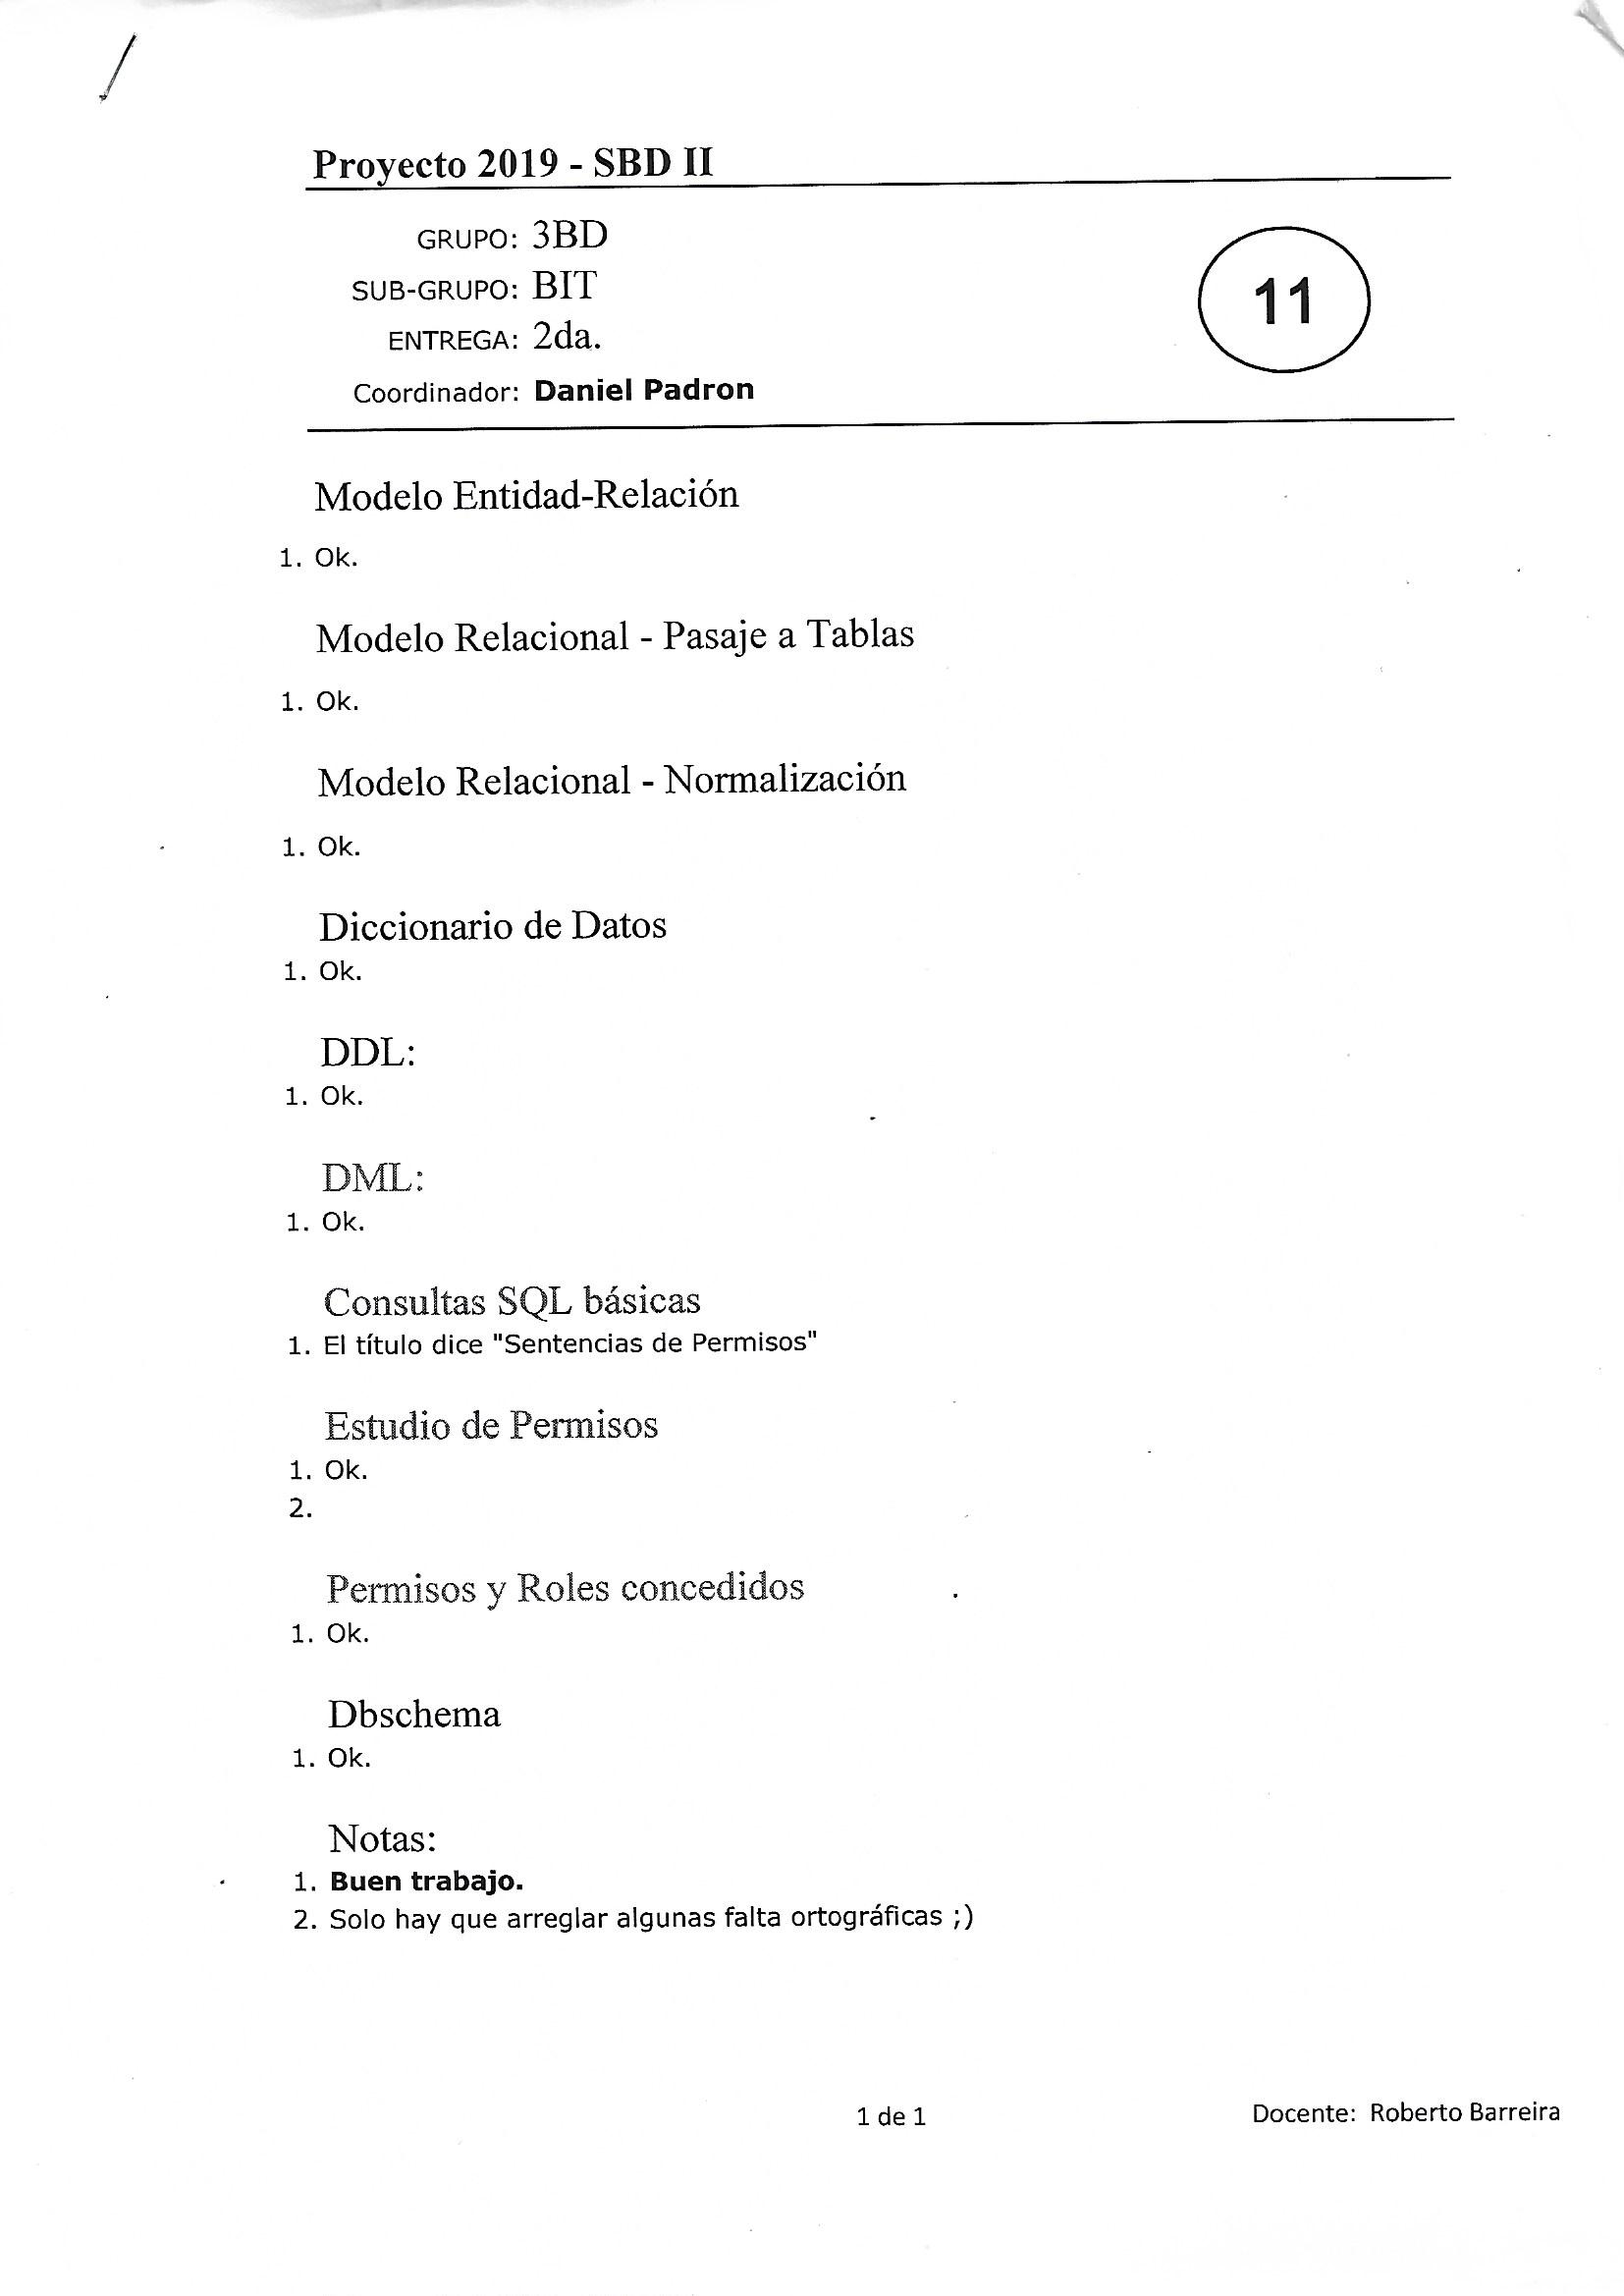 Proyecto 2019 - SBD II
GRUPO: 3BD
SUB-GRUPO: BIT
ENTREGA: 2da.
Coordinador: Daniel Padron
11
Modelo Entidad-Relación
1. Ok.
Modelo Relacional - Pasaje a Tablas
1. Ok.
Modelo Relacional - Normalización
1. Ok.
Diccionario de Datos
1. Ok.
DDL:
1. Ok.
DML:
1. Ok.
Consultas SQL básicas
1. El título dice "Sentencias de Permisos"
Estudio de Permisos
1. Ok.
2.
Permisos y Roles concedidos
1. Ok.
Dbschema
1. Ok.
Notas:
1. Buen trabajo.
2. Solo hay que arreglar algunas falta ortográficas ;)
1 de 1
Docente: Roberto Barreira